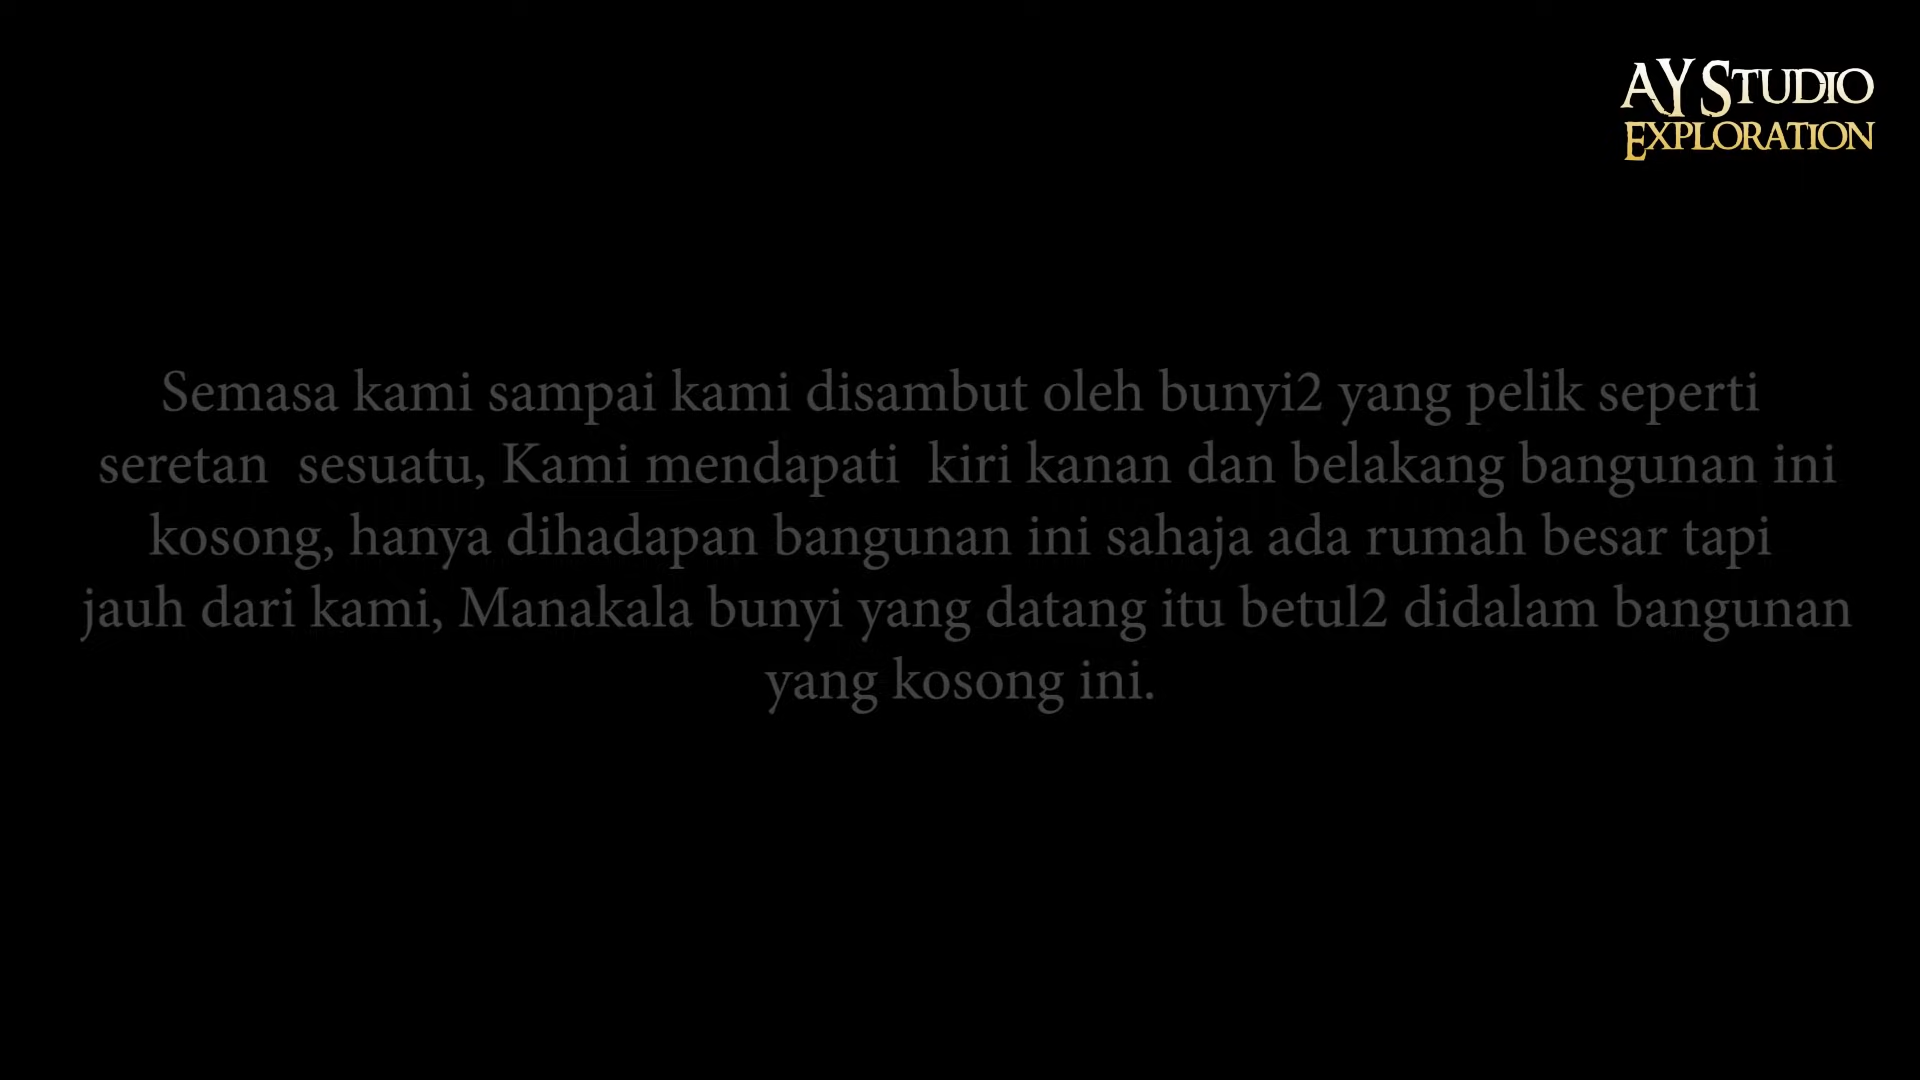 AY STUDIO
EXPLORATION
Semasa kami sampai kami disambut oleh bunyi2 yang pelik seperti
seretan  sesuatu, Kami mendapati  kiri kanan dan belakang bangunan ini
kosong, hanya dihadapan bangunan ini sahaja ada rumah besar tapi
jauh dari kami, Manakala bunyi yang datang itu betul2 didalam bangunan
yang kosong ini.